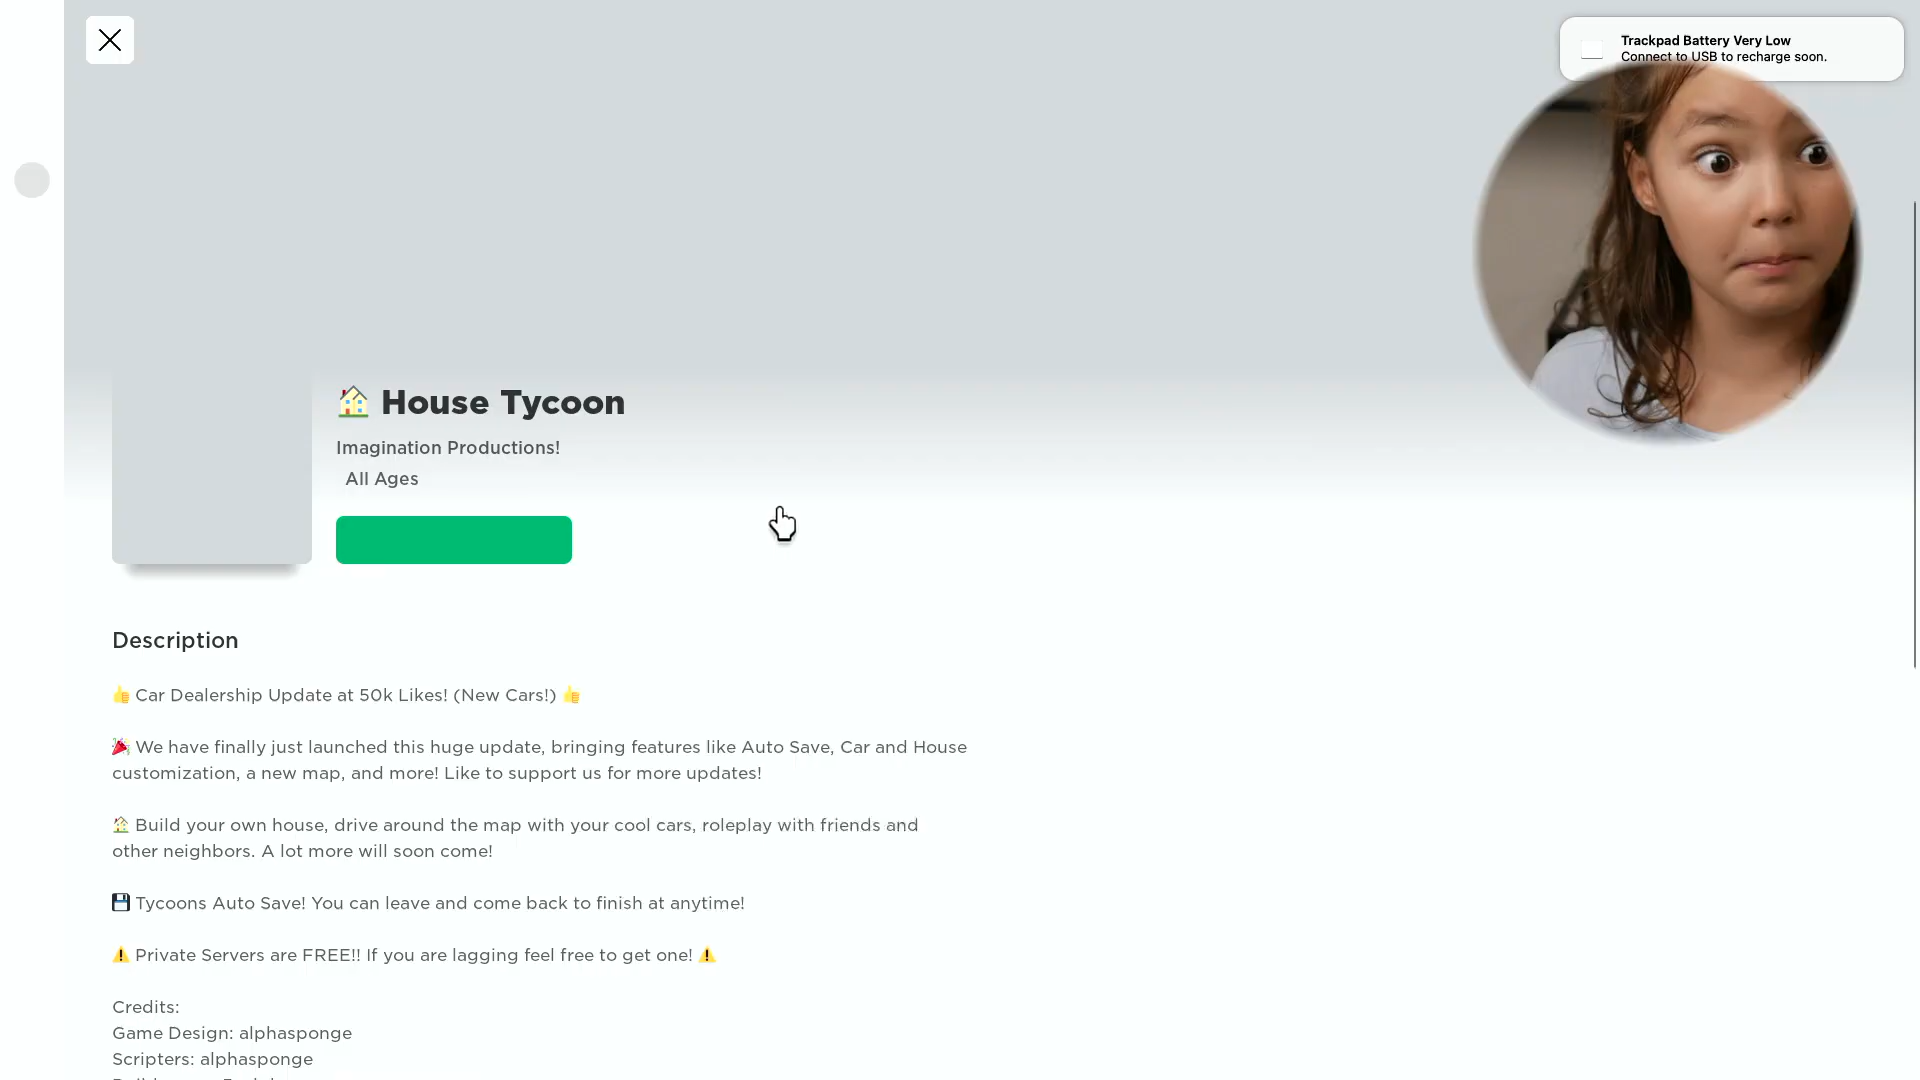 Trackpad Battery Very Low
Connect to USB to recharge soon.
🏠 House Tycoon
Imagination Productions!
All Ages
Description
👍 Car Dealership Update at 50k Likes! (New Cars!) 👍
🎉 We have finally just launched this huge update, bringing features like Auto Save, Car and House
customization, a new map, and more! Like to support us for more updates!
🏠 Build your own house, drive around the map with your cool cars, roleplay with friends and
other neighbors. A lot more will soon come!
💾 Tycoons Auto Save! You can leave and come back to finish at anytime!
⚠️ Private Servers are FREE!! If you are lagging feel free to get one! ⚠️
Credits:
Game Design: alphasponge
Scripters: alphasponge